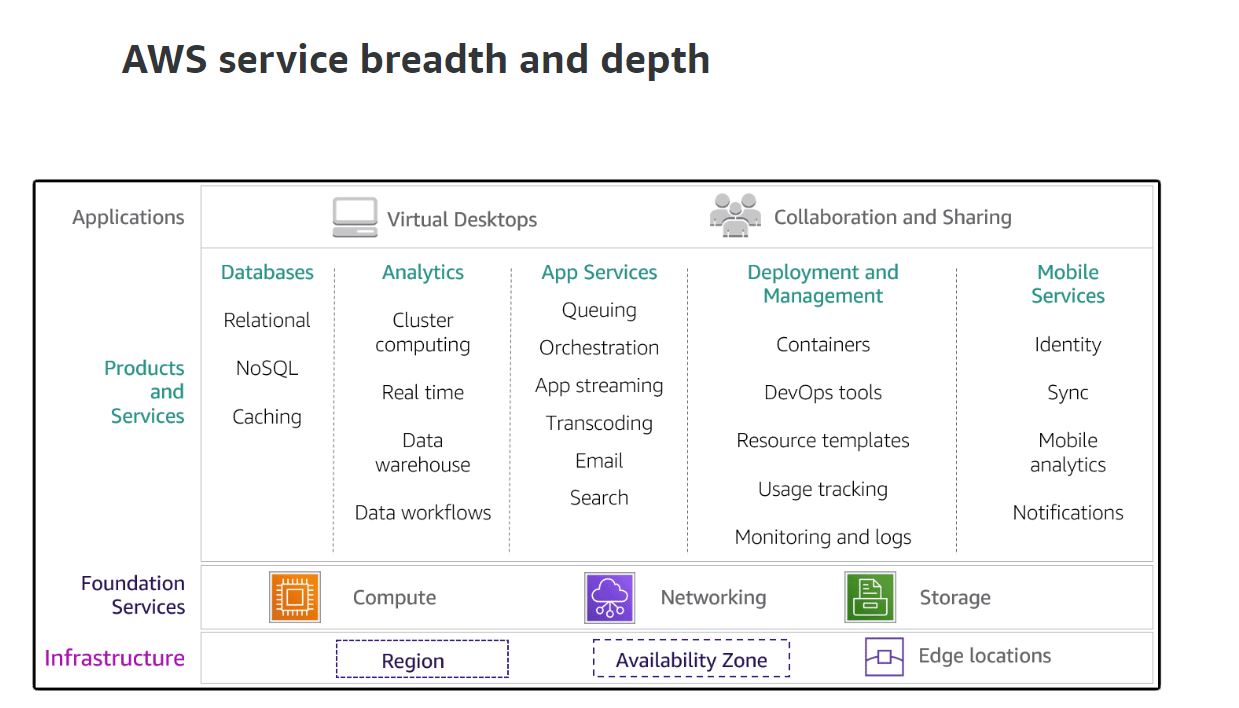 AWS service breadth and depth
Applications
Virtual Desktops
Collaboration and Sharing
Products
and
Services
Databases
Relational
NoSQL
Caching
Analytics
Cluster
computing
Real time
Data
warehouse
Data workflows
App Services
Queuing
Orchestration
App streaming
Transcoding
Email
Search
Deployment and
Management
Containers
DevOps tools
Resource templates
Usage tracking
Monitoring and logs
Mobile
Services
Identity
Sync
Mobile
analytics
Notifications
Foundation
Services
Compute
Networking
Storage
Infrastructure
Region
Availability Zone
Edge locations